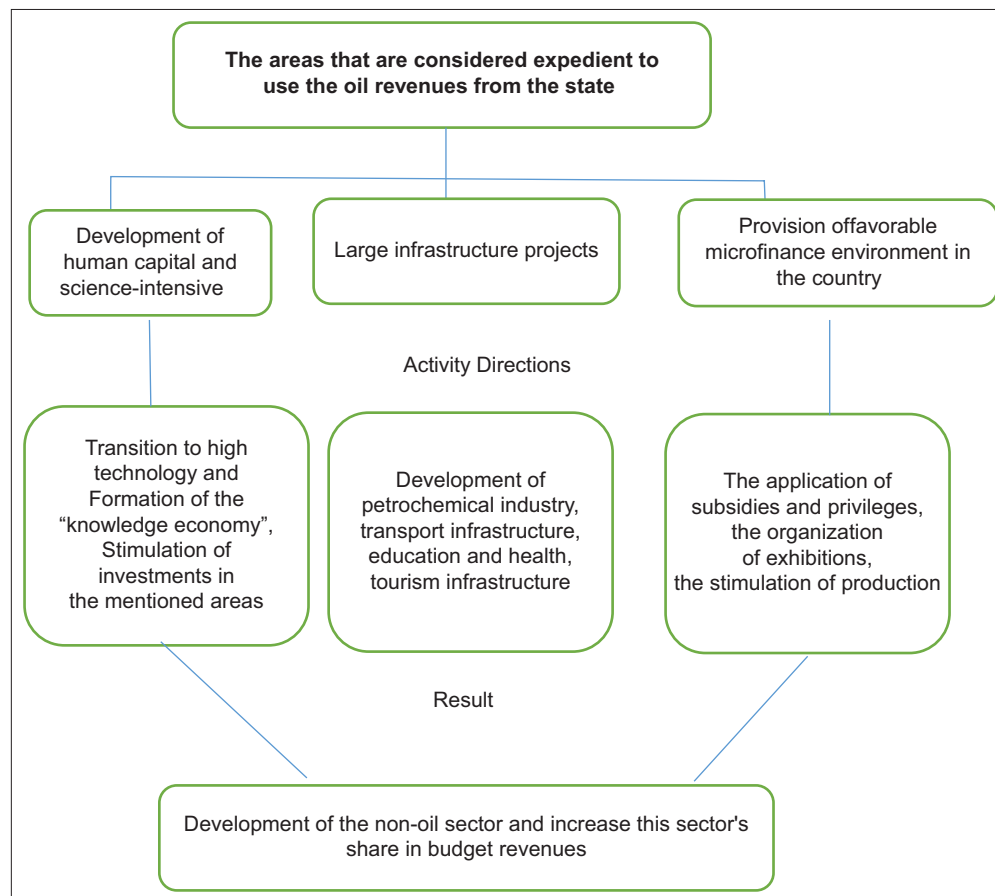 The areas that are considered expedient to
use the oil revenues from the state
Development of
human capital and
science-intensive
Large infrastructure projects
Provision offavorable
microfinance environment in
the country
Activity Directions
Transition to high
technology and
Formation of the
“knowledge economy”,
Stimulation of
investments in
the mentioned areas
Development of
petrochemical industry,
transport infrastructure,
education and health,
tourism infrastructure
The application of
subsidies and privileges,
the organization
of exhibitions,
the stimulation of production
Result
Development of the non-oil sector and increase this sector's
share in budget revenues